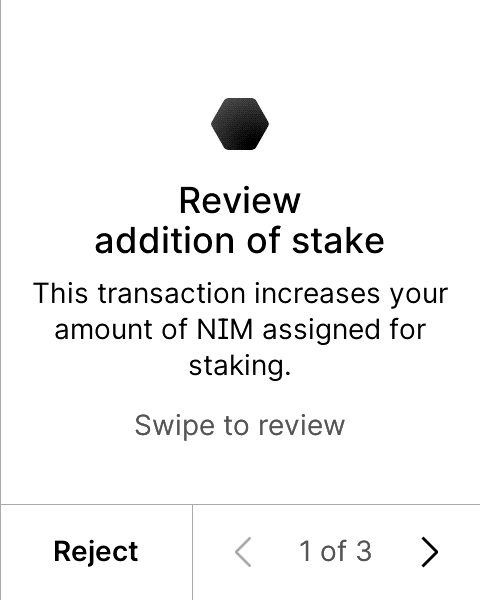 Review
addition of stake
This transaction increases your
amount of NIM assigned for
staking.
Swipe to review
Reject
1 of 3